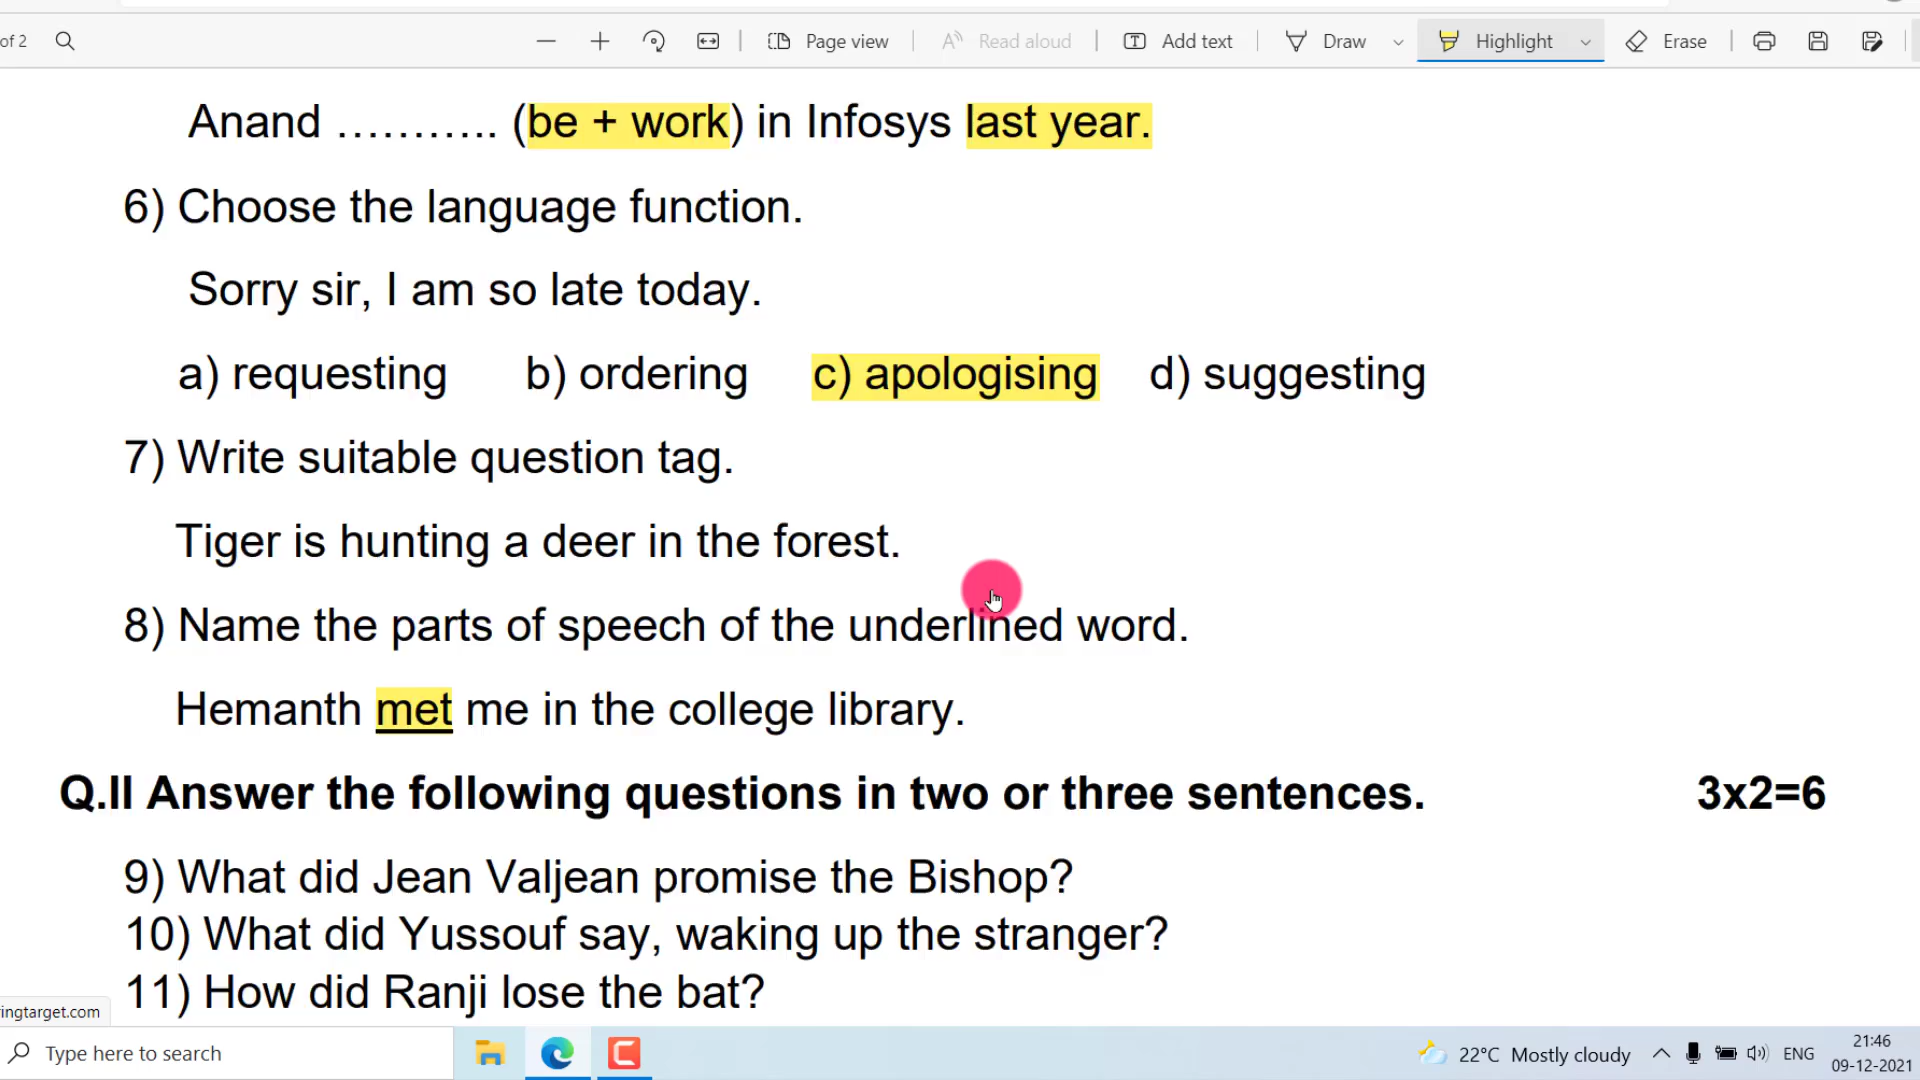 of 2 Page view Read aloud Add text Draw Highlight Erase
Anand ……….. (be + work) in Infosys last year.
6) Choose the language function.
Sorry sir, I am so late today.
a) requesting b) ordering c) apologising d) suggesting
7) Write suitable question tag.
Tiger is hunting a deer in the forest.
8) Name the parts of speech of the underlined word.
Hemanth met me in the college library.
Q.II Answer the following questions in two or three sentences. 3x2=6
9) What did Jean Valjean promise the Bishop?
10) What did Yussouf say, waking up the stranger?
11) How did Ranji lose the bat?
ingtarget.com
Type here to search 22°C Mostly cloudy ENG 21:46
09-12-2021